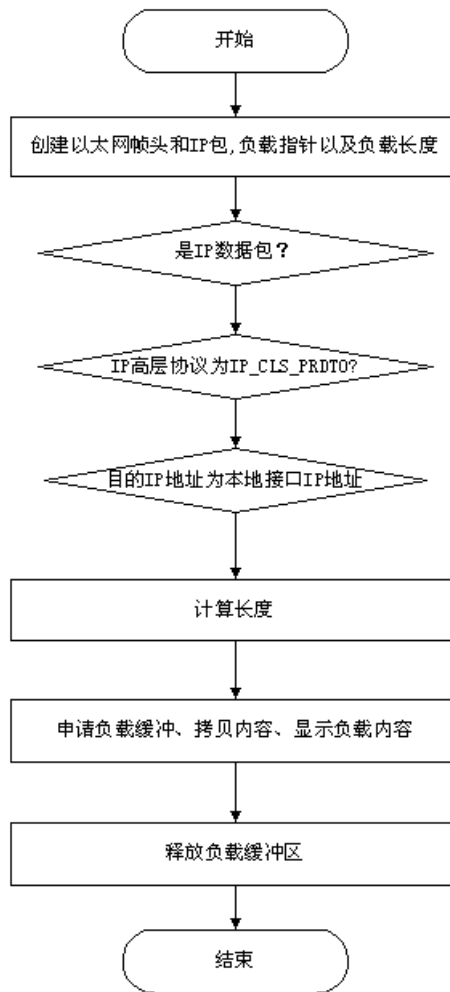 开始
创建以太网帧头和IP包,负载指针以及负载长度
是IP数据包？
IP高层协议为IP_CLS_PRDTO?
目的IP地址为本地接口IP地址
计算长度
申请负载缓冲、拷贝内容、显示负载内容
释放负载缓冲区
结束